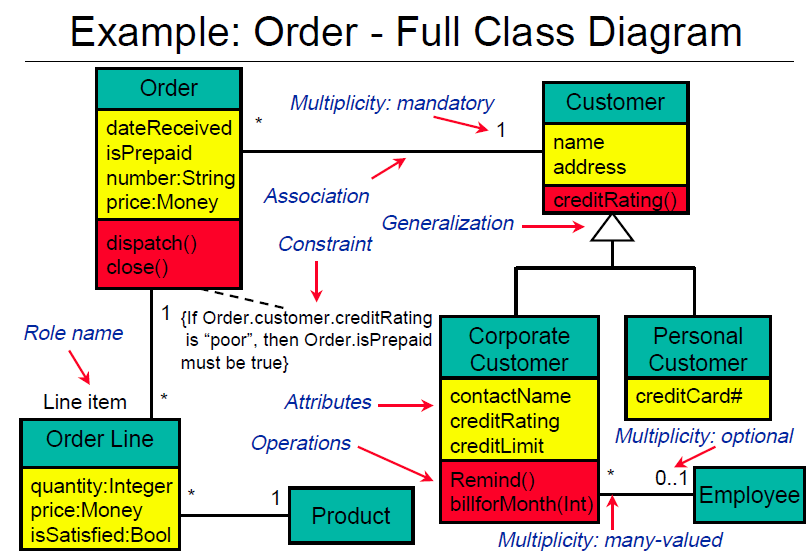 Example: Order - Full Class Diagram
Order
dateReceived
isPrepaid
number:String
price:Money
dispatch()
close()
*
Multiplicity: mandatory
1
Association
Customer
name
address
creditRating()
Generalization
Constraint
{If Order.customer.creditRating
is “poor”, then Order.isPrepaid
must be true}
1
Role name
Line item
*
Order Line
quantity:Integer
price:Money
isSatisfied:Bool
*
1
Product
Corporate
Customer
contactName
creditRating
creditLimit
Remind()
billforMonth(Int)
Attributes
Operations
Personal
Customer
creditCard#
Multiplicity: optional
*
0..1
Employee
Multiplicity: many-valued